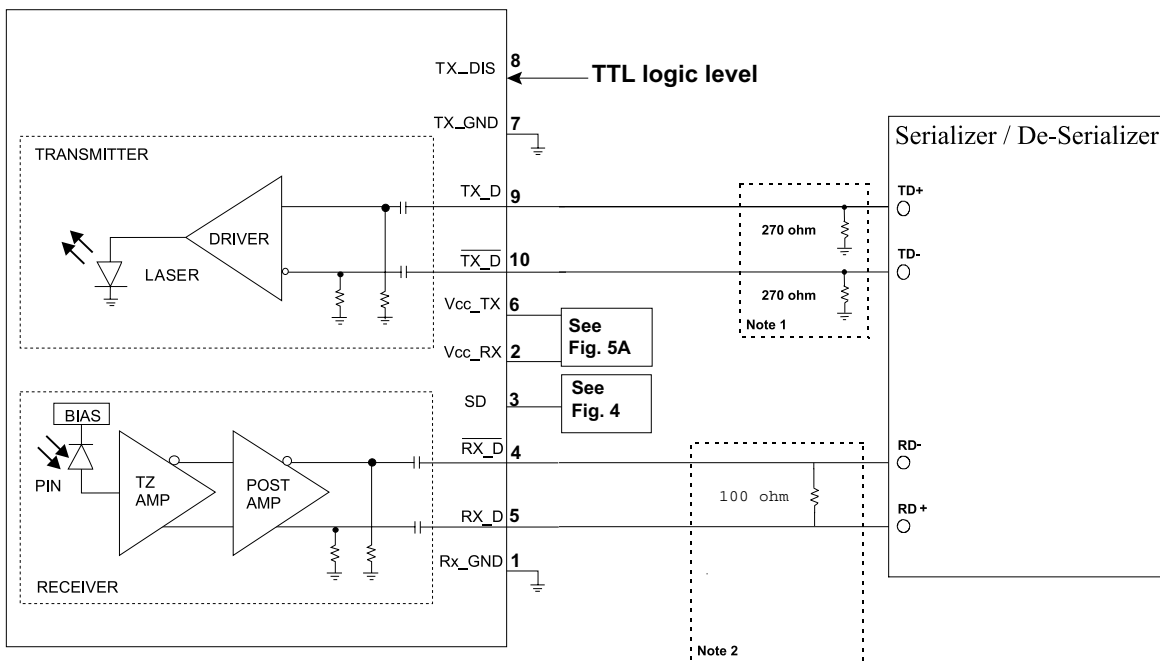 8
TX_DIS
TTL logic level
7
TX_GND
Serializer / De-Serializer
TRANSMITTER
TX_D
9
TD+
DRIVER
270 ohm
LASER
TX_D
10
TD-
270 ohm
Note 1
Vcc_TX
6
See
Fig. 5A
Vcc_RX
2
See
Fig. 4
SD
3
BIAS
PIN
TZ
AMP
POST
AMP
RX_D
4
RD-
100 ohm
RX_D
5
RD +
Rx_GND
1
RECEIVER
Note 2